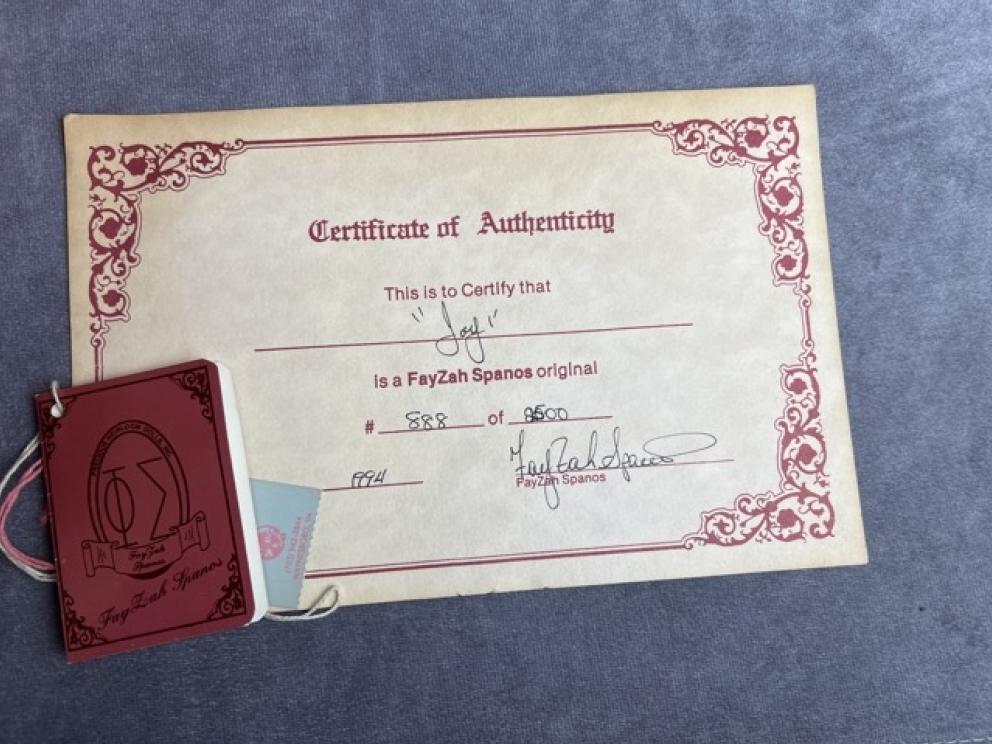 Certificate of Authenticity
This is to Certify that
"Joy"
is a FayZah Spanos original
# 888 of
1994
FayZah Spanos
FayZah Spanos
ΦΣ
FayZah
Spanos
FayZah Spanos